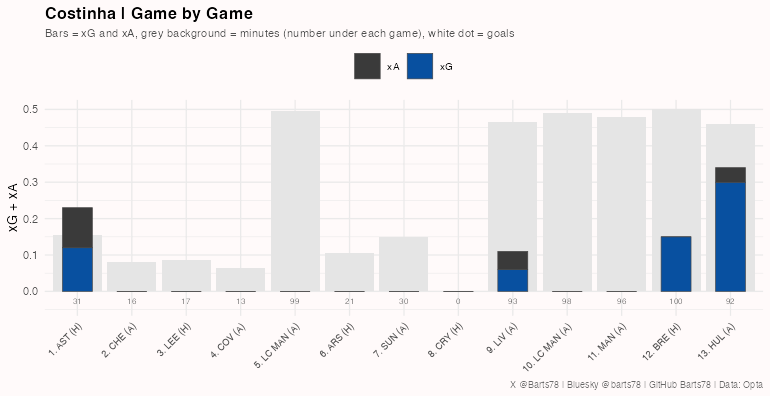 Costinha | Game by Game
Bars = xG and xA, grey background = minutes (number under each game), white dot = goals
xA xG
xG + xA
0.5
0.4
0.3
0.2
0.1
0.0
31 16 17 13 99 21 30 0 93 98 96 100 92
1. AST (H)
2. CHE (A)
3. LEE (H)
4. COV (A)
5. LC MAN (A)
6. ARS (H)
7. SUN (A)
8. CRY (H)
9. LIV (A)
10. LC MAN (A)
11. MAN (A)
12. BRE (H)
13. HUL (A)
X @Barts78 | Bluesky @barts78 | GitHub Barts78 | Data: Opta